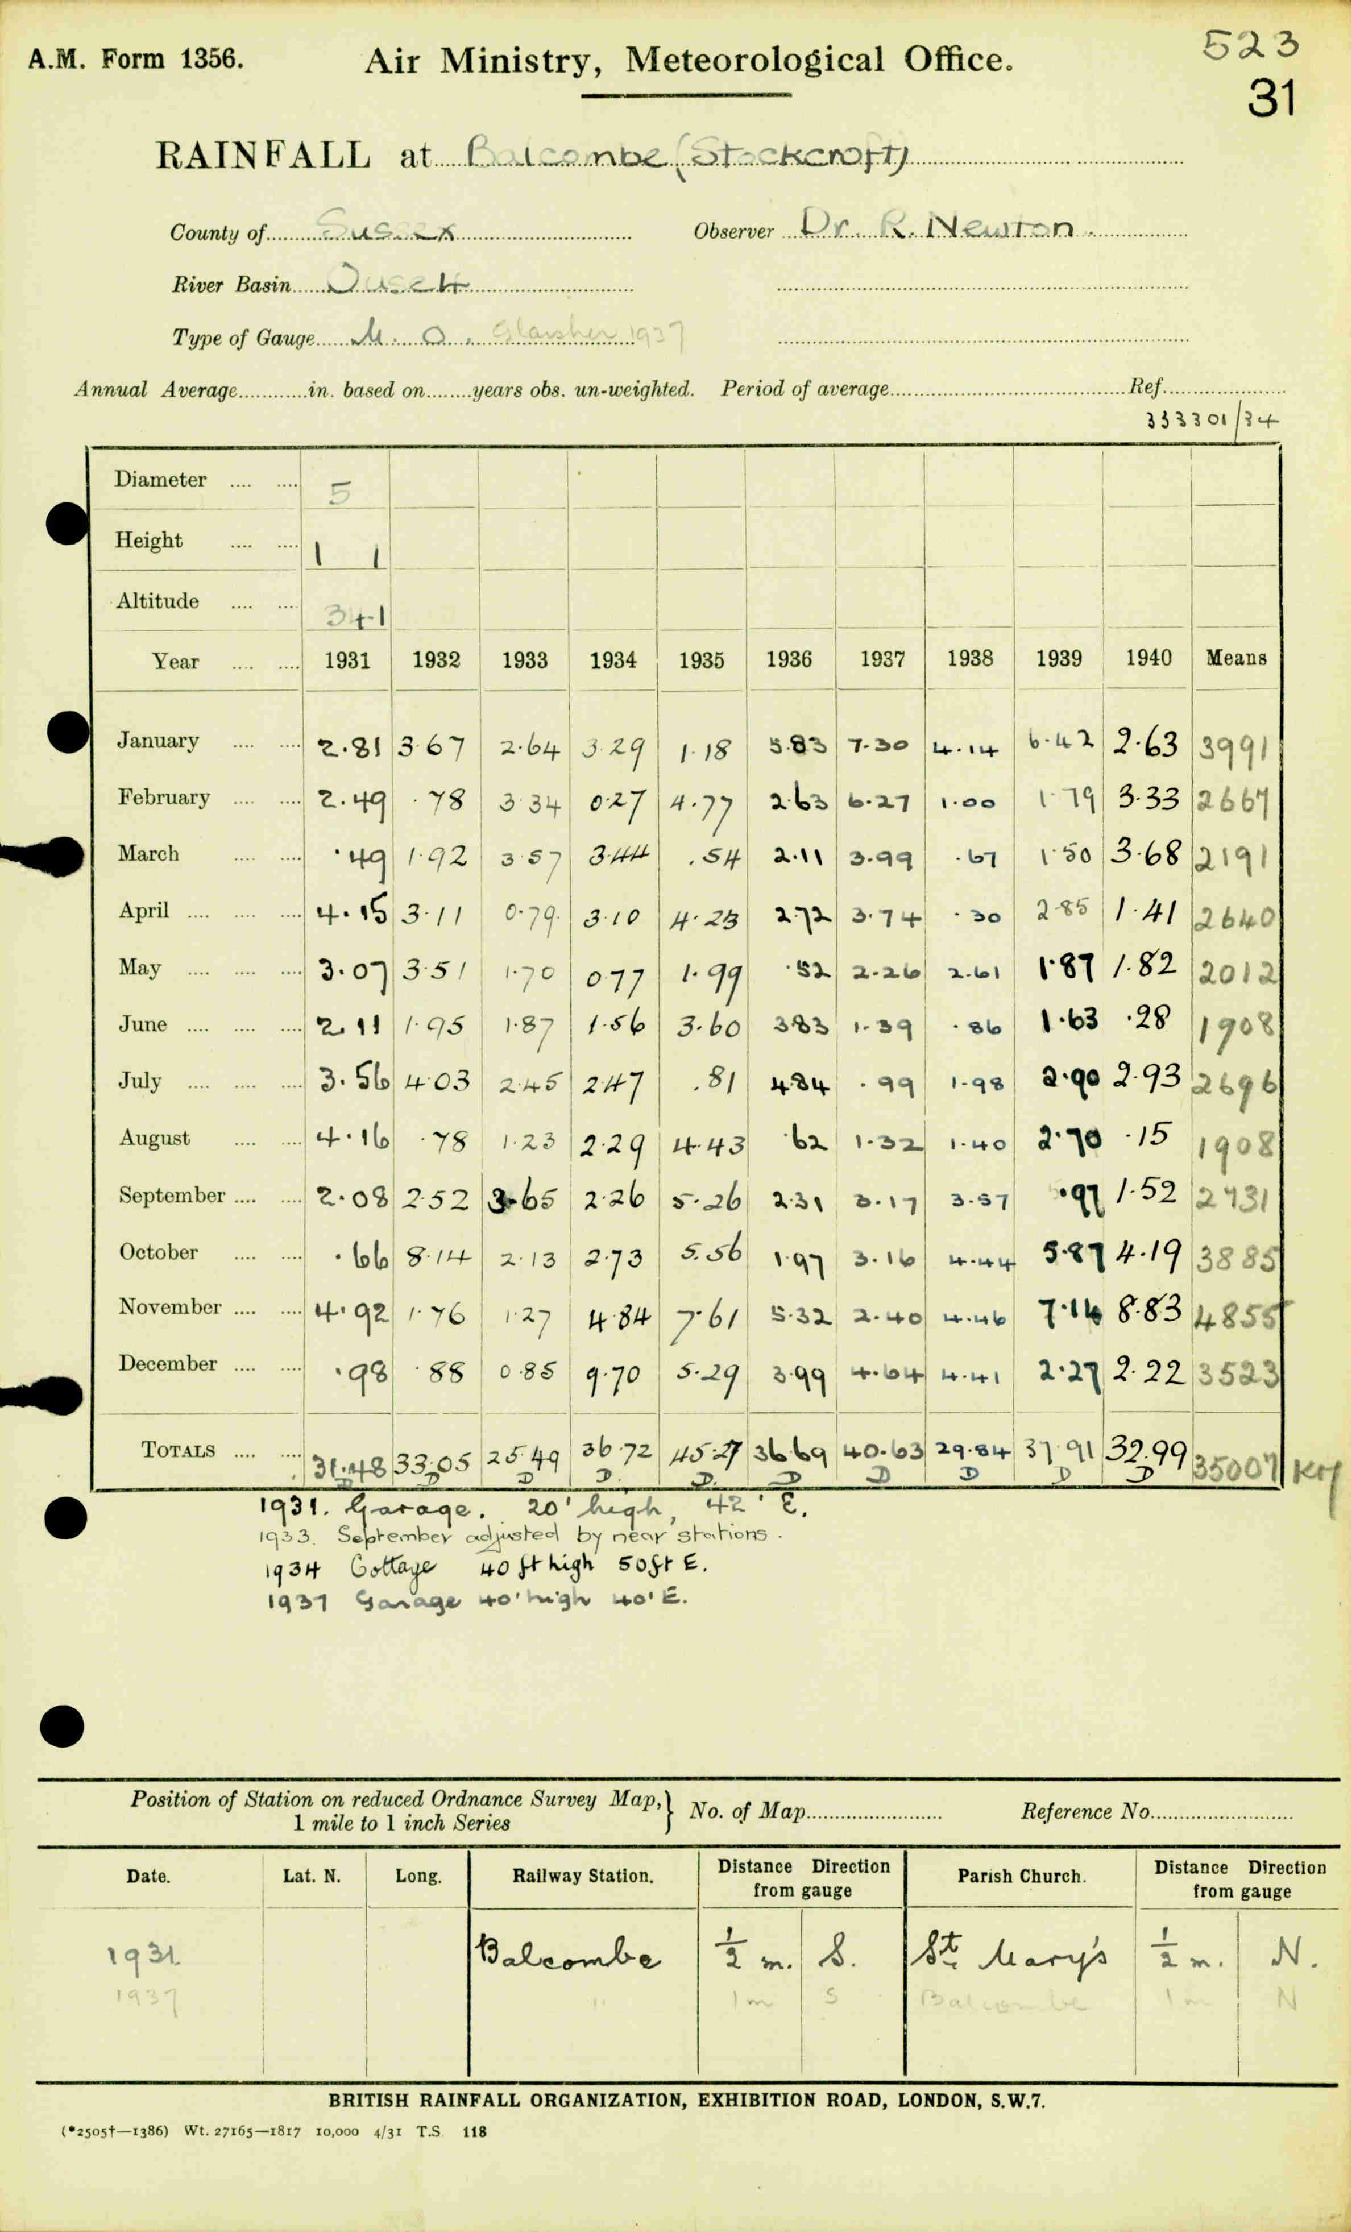 A.M. Form 1356. Air Ministry, Meteorological Office. 523
31
RAINFALL at Balcombe (Stockcroft)
County of Sussex Observer Dr. R. Newton.
River Basin Ouse 4
Type of Gauge M. O. Glaisher 1937
Annual Average in. based on years obs. un-weighted. Period of average Ref.
333301/34
Diameter 5
Height 1 1
Altitude 341
Year 1931 1932 1933 1934 1935 1936 1937 1938 1939 1940 Means
January 2.81 3.67 2.64 3.29 1.18 5.83 7.30 4.14 6.42 2.63 3991
February 2.49 .78 3.34 0.27 4.77 2.63 6.27 1.00 1.79 3.33 2667
March .49 1.92 3.57 3.44 .54 2.11 3.99 .67 1.50 3.68 2191
April 4.15 3.11 0.79 3.10 4.23 2.72 3.74 .30 2.85 1.41 2640
May 3.07 3.51 1.70 0.77 1.99 .52 2.26 2.61 1.87 1.82 2012
June 2.11 1.95 1.87 1.56 3.60 3.83 1.39 .86 1.63 .28 1908
July 3.56 4.03 2.45 2.47 .81 4.84 .99 1.98 2.90 2.93 2696
August 4.16 .78 1.23 2.29 4.43 .62 1.32 1.40 2.70 .15 1908
September 2.08 2.52 3.65 2.26 5.26 2.31 3.17 3.57 .97 1.52 2731
October .66 8.14 2.13 2.73 5.56 1.97 3.16 4.44 5.87 4.19 3885
November 4.92 1.76 1.27 4.84 7.61 5.32 2.40 4.46 7.14 8.83 4855
December .98 .88 0.85 9.70 5.29 3.99 4.64 4.41 2.27 2.22 3523
TOTALS 31.48 33.05 25.49 36.72 45.27 36.69 40.63 29.84 37.91 32.99 35007
D D D D D D D D D D
1931. Garage. 20' high, 42' E.
1933. September adjusted by near stations.
1934 Cottage 40 ft high 50 ft E.
1937 Garage 40' high 40' E.
Position of Station on reduced Ordnance Survey Map, 1 mile to 1 inch Series } No. of Map Reference No.
Date. Lat. N. Long. Railway Station. Distance Direction from gauge Parish Church. Distance Direction from gauge
1931. Balcombe ½ m. S. St. Mary's ½ m. N.
1937 " 1 m S Balcombe 1 m N
BRITISH RAINFALL ORGANIZATION, EXHIBITION ROAD, LONDON, S.W.7.
(*2505†—1386) Wt. 27165—1817 10,000 4/31 T.S. 118